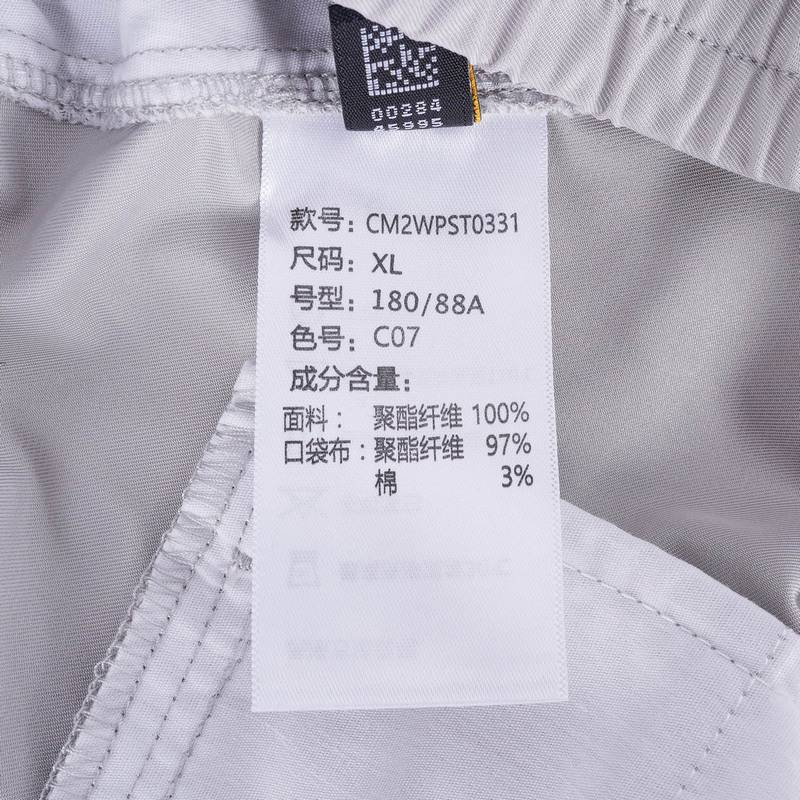 00284
45995
款号：CM2WPST0331
尺码：XL
号型：180/88A
色号：C07
成分含量：
面料： 聚酯纤维 100%
口袋布：聚酯纤维 97%
棉 3%